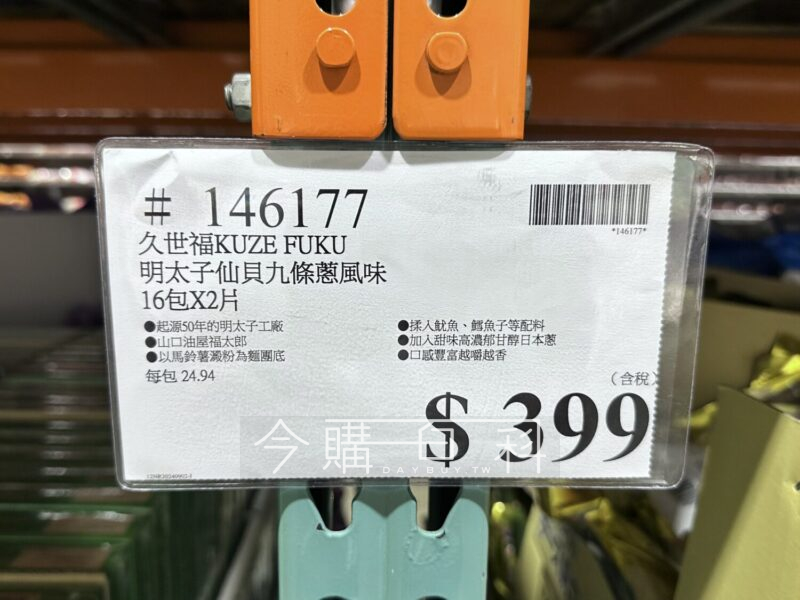 # 146177
*146177*
久世福KUZE FUKU
明太子仙貝九條蔥風味
16包X2片
●起源50年的明太子工廠
●山口油屋福太郎
●以馬鈴薯澱粉為麵團底
每包 24.94
●揉入魷魚、鱈魚子等配料
●加入甜味高濃郁甘醇日本蔥
●口感豐富越嚼越香
(含稅)
$ 399
今購百科
TDAYBUY.TW